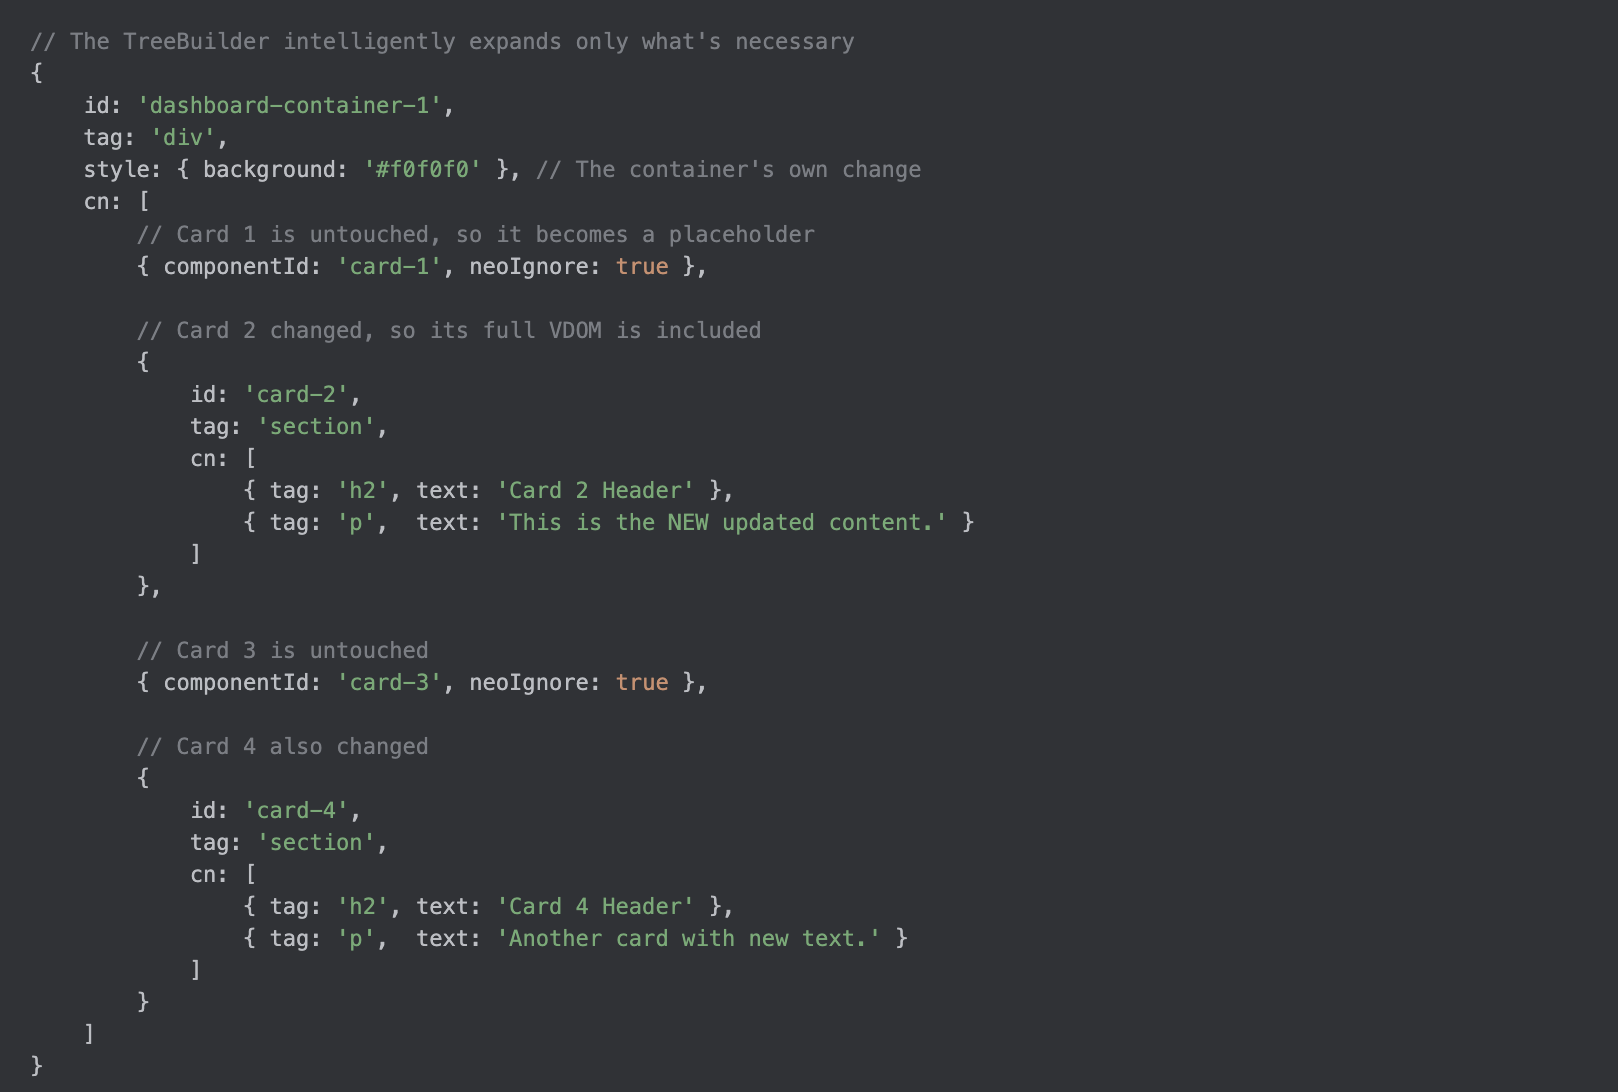 // The TreeBuilder intelligently expands only what's necessary
{
    id: 'dashboard-container-1',
    tag: 'div',
    style: { background: '#f0f0f0' }, // The container's own change
    cn: [
        // Card 1 is untouched, so it becomes a placeholder
        { componentId: 'card-1', neoIgnore: true },

        // Card 2 changed, so its full VDOM is included
        {
            id: 'card-2',
            tag: 'section',
            cn: [
                { tag: 'h2', text: 'Card 2 Header' },
                { tag: 'p',  text: 'This is the NEW updated content.' }
            ]
        },

        // Card 3 is untouched
        { componentId: 'card-3', neoIgnore: true },

        // Card 4 also changed
        {
            id: 'card-4',
            tag: 'section',
            cn: [
                { tag: 'h2', text: 'Card 4 Header' },
                { tag: 'p',  text: 'Another card with new text.' }
            ]
        }
    ]
}